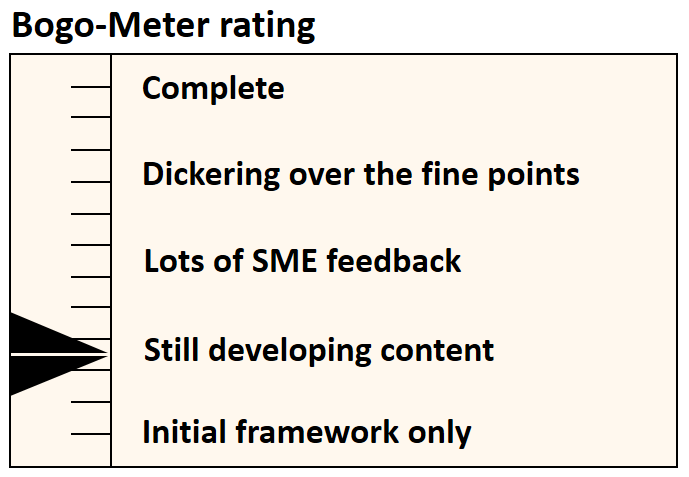 Bogo-Meter rating
Complete
Dickering over the fine points
Lots of SME feedback
Still developing content
Initial framework only